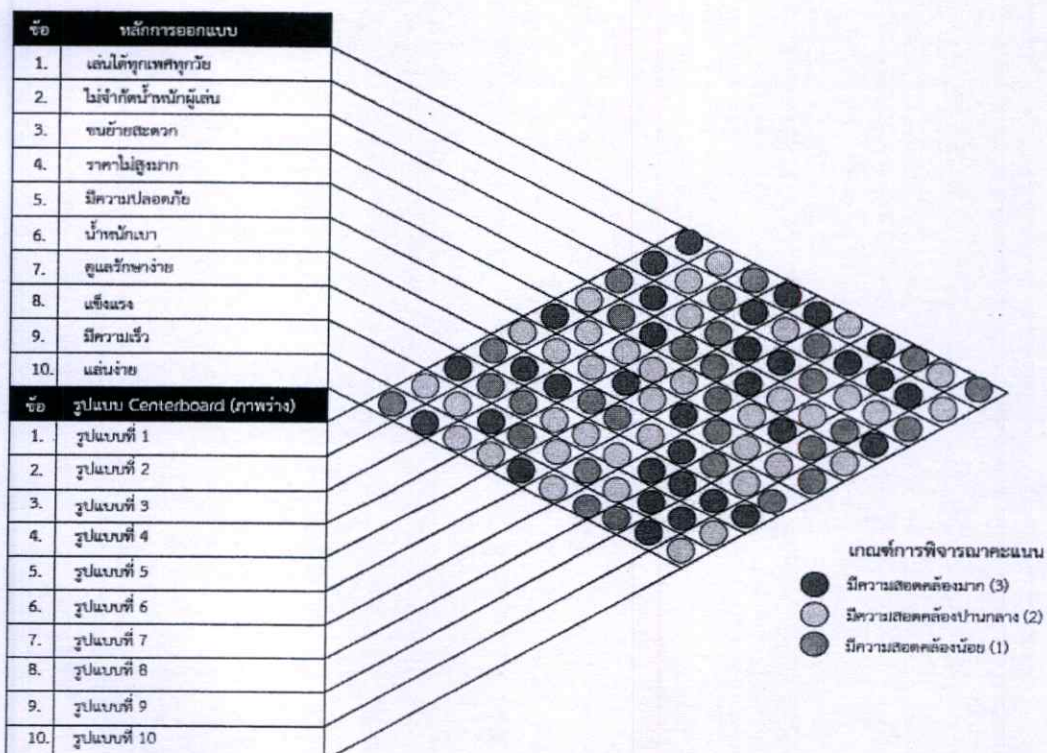 ข้อ หลักการออกแบบ
1. เล่นได้ทุกเพศทุกวัย
2. ไม่จำกัดน้ำหนักผู้เล่น
3. ขนย้ายสะดวก
4. ราคาไม่สูงมาก
5. มีความปลอดภัย
6. น้ำหนักเบา
7. ดูแลรักษาง่าย
8. แข็งแรง
9. มีความเร็ว
10. แล่นง่าย
ข้อ รูปแบบ Centerboard (ภาพร่าง)
1. รูปแบบที่ 1
2. รูปแบบที่ 2
3. รูปแบบที่ 3
4. รูปแบบที่ 4
5. รูปแบบที่ 5
6. รูปแบบที่ 6
7. รูปแบบที่ 7
8. รูปแบบที่ 8
9. รูปแบบที่ 9
10. รูปแบบที่ 10
เกณฑ์การพิจารณาคะแนน
มีความสอดคล้องมาก (3)
มีความสอดคล้องปานกลาง (2)
มีความสอดคล้องน้อย (1)